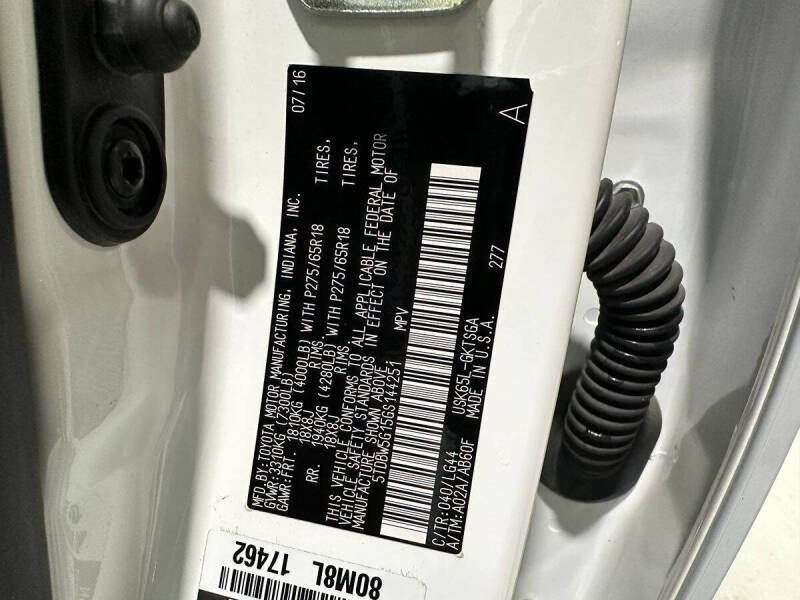 MFD.BY:TOYOTA MOTOR MANUFACTURING, INDIANA, INC. 07/16
GVWR:3310KG(7300LB)
GAWR:FRT. 1815KG (4000LB) WITH P275/65R18 TIRES,
18X8J RIMS,
RR. 1940KG (4280LB) WITH P275/65R18 TIRES,
18X8J RIMS,
THIS VEHICLE CONFORMS TO ALL APPLICABLE FEDERAL MOTOR
VEHICLE SAFETY STANDARDS IN EFFECT ON THE DATE OF
MANUFACTURE SHOWN ABOVE.
5TDBW5G15GS144251 MPV
C/TR:040/LG44 USK65L-GKTSGA 277
A/TM:A02A/AB60F MADE IN U.S.A. A
17462
80M8L